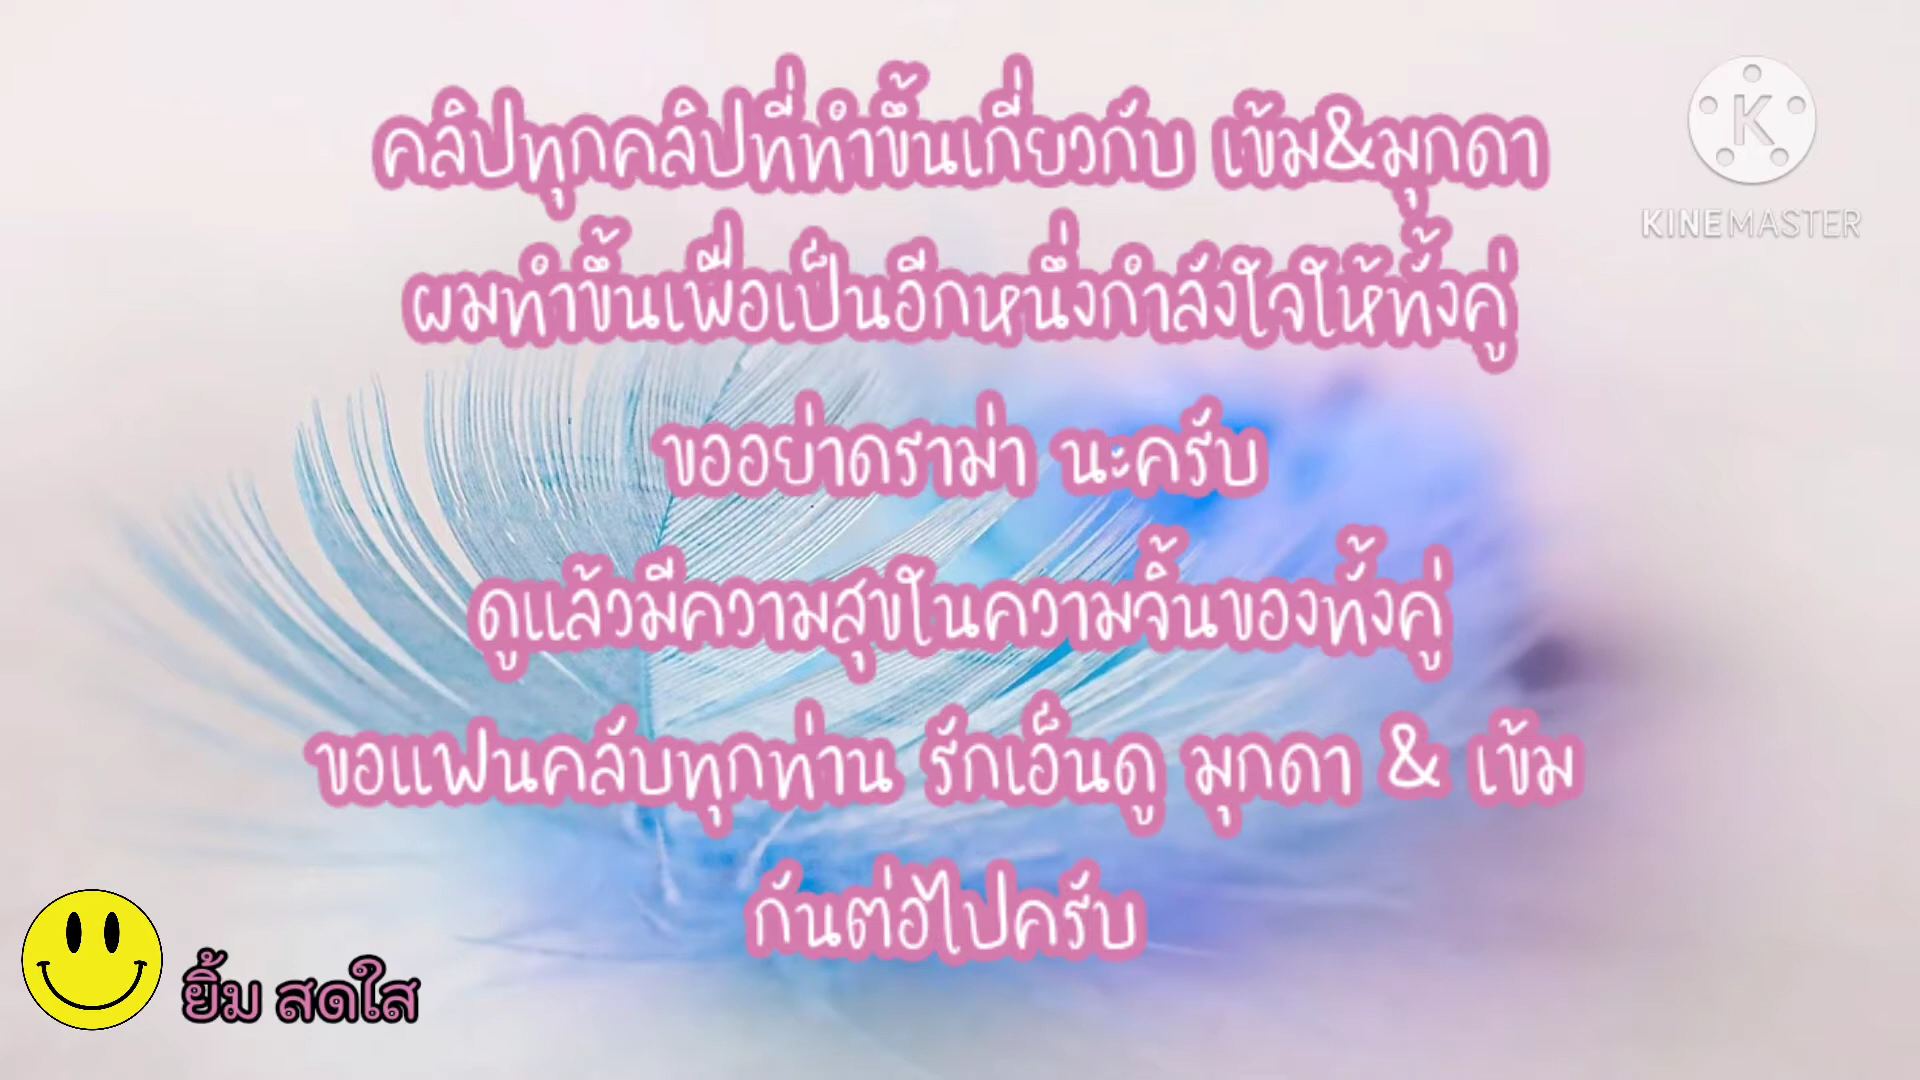 คลิปทุกคลิปที่ทำขึ้นเกี่ยวกับ เข้ม&มุกดา
K
KINEMASTER
ผมทำขึ้นเพื่อเป็นอีกหนึ่งกำลังใจให้ทั้งคู่
ขออย่าดราม่า นะครับ
ดูแล้วมีความสุขในความจิ้นของทั้งคู่
ขอแฟนคลับทุกท่าน รักเอ็นดู มุกดา & เข้ม
กันต่อไปครับ
ยิ้ม สดใส